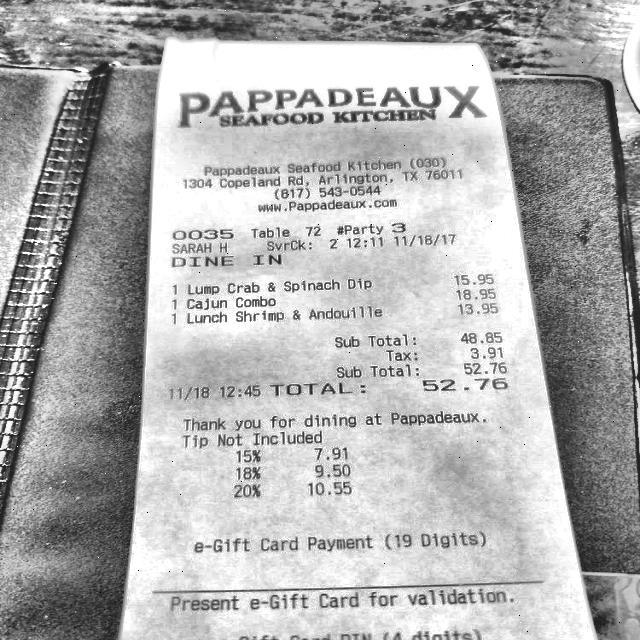 PAPPADEAUX
SEAFOOD KITCHEN
Pappadeaux Seafood Kitchen (030)
1304 Copeland Rd, Arlington, TX 76011
(817) 543-0544
www.Pappadeaux.com
0035 Table 72 #Party 3
SARAH H SvrCk: 2 12:11 11/18/17
DINE IN
1 Lump Crab & Spinach Dip 15.95
1 Cajun Combo 18.95
1 Lunch Shrimp & Andouille 13.95
Sub Total: 48.85
Tax: 3.91
Sub Total: 52.76
11/18 12:45 TOTAL: 52.76
Thank you for dining at Pappadeaux.
Tip Not Included
15% 7.91
18% 9.50
20% 10.55
e-Gift Card Payment (19 Digits)
Present e-Gift Card for validation.
Gift Card PIN (4 digits)